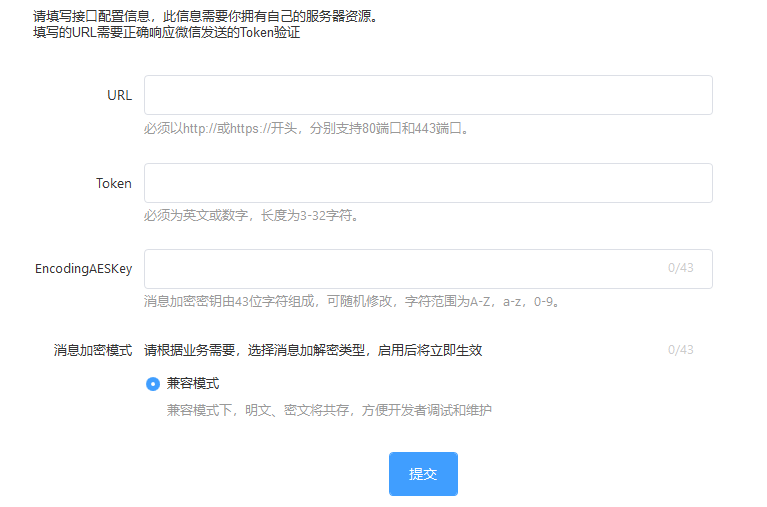 请填写接口配置信息，此信息需要你拥有自己的服务器资源。
填写的URL需要正确响应微信发送的Token验证
URL
必须以http://或https://开头，分别支持80端口和443端口。
Token
必须为英文或数字，长度为3-32字符。
EncodingAESKey 0/43
消息加密密钥由43位字符组成，可随机修改，字符范围为A-Z，a-z，0-9。
消息加密模式 请根据业务需要，选择消息加解密类型，启用后将立即生效 0/43
兼容模式
兼容模式下，明文、密文将共存，方便开发者调试和维护
提交